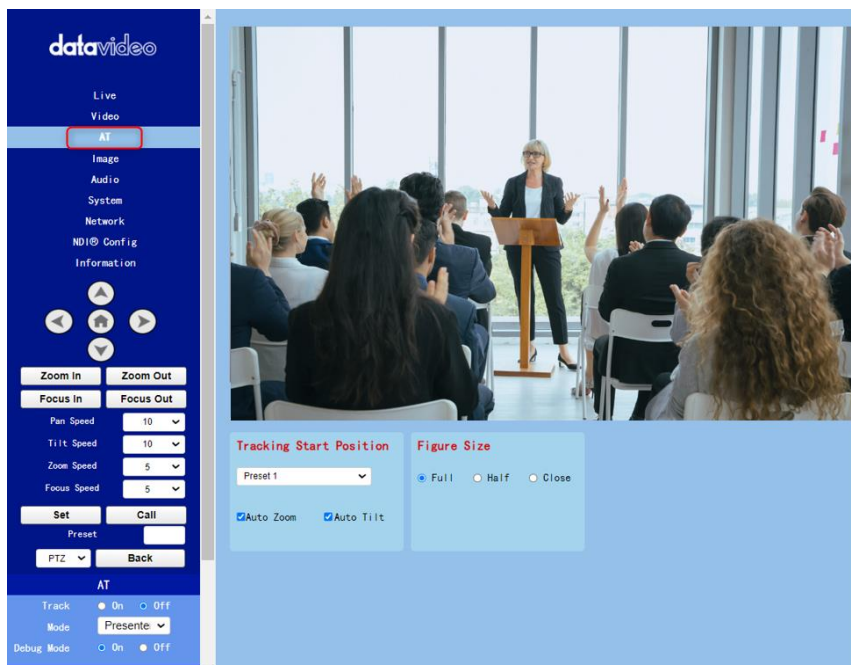 datavideo
Live
Video
AT
Image
Audio
System
Network
NDI® Config
Information
Zoom In Zoom Out
Focus In Focus Out
Pan Speed 10
Tilt Speed 10
Zoom Speed 5
Focus Speed 5
Set Call
Preset
PTZ Back
AT
Track On Off
Mode Presente
Debug Mode On Off
Tracking Start Position
Preset 1
Auto Zoom Auto Tilt
Figure Size
Full Half Close